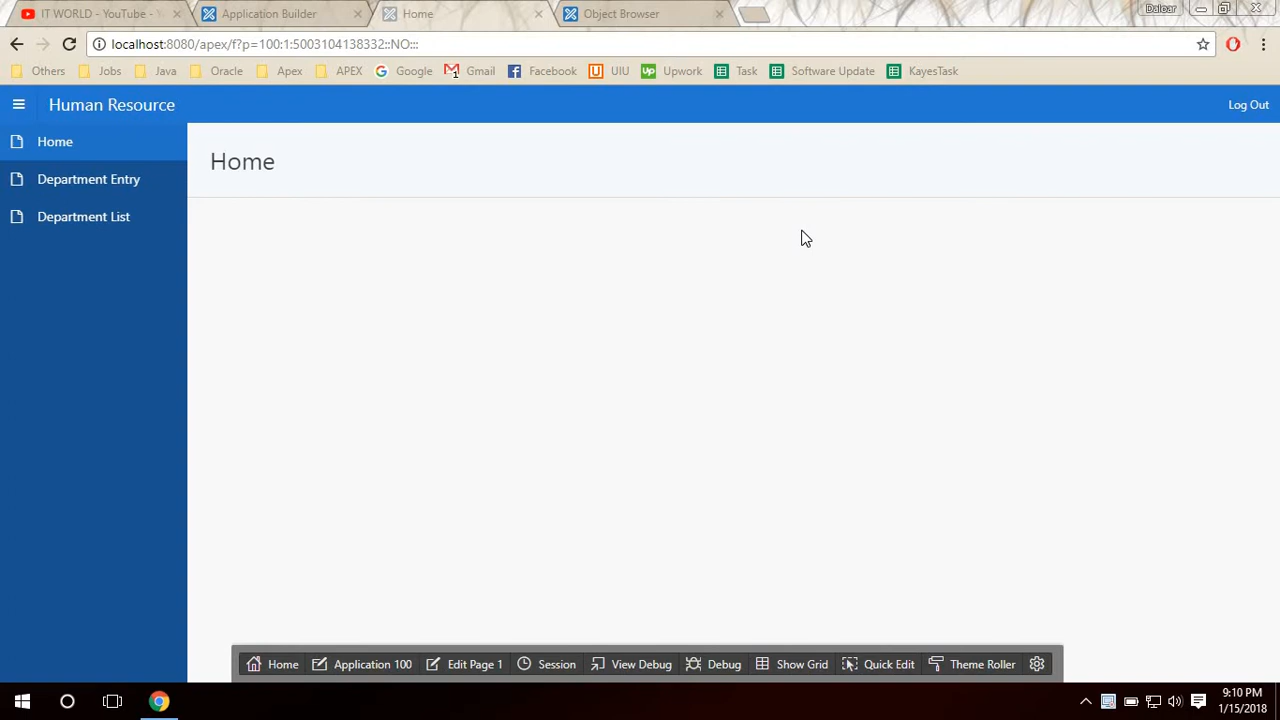 IT WORLD - YouTube - Y
Application Builder
Home
Object Browser
Dalbar
localhost:8080/apex/f?p=100:1:5003104138332::NO:::
Others
Jobs
Java
Oracle
Apex
APEX
Google
Gmail
Facebook
UIU
Upwork
Task
Software Update
KayesTask
Human Resource
Log Out
Home
Department Entry
Department List
Home
Home
Application 100
Edit Page 1
Session
View Debug
Debug
Show Grid
Quick Edit
Theme Roller
9:10 PM
1/15/2018